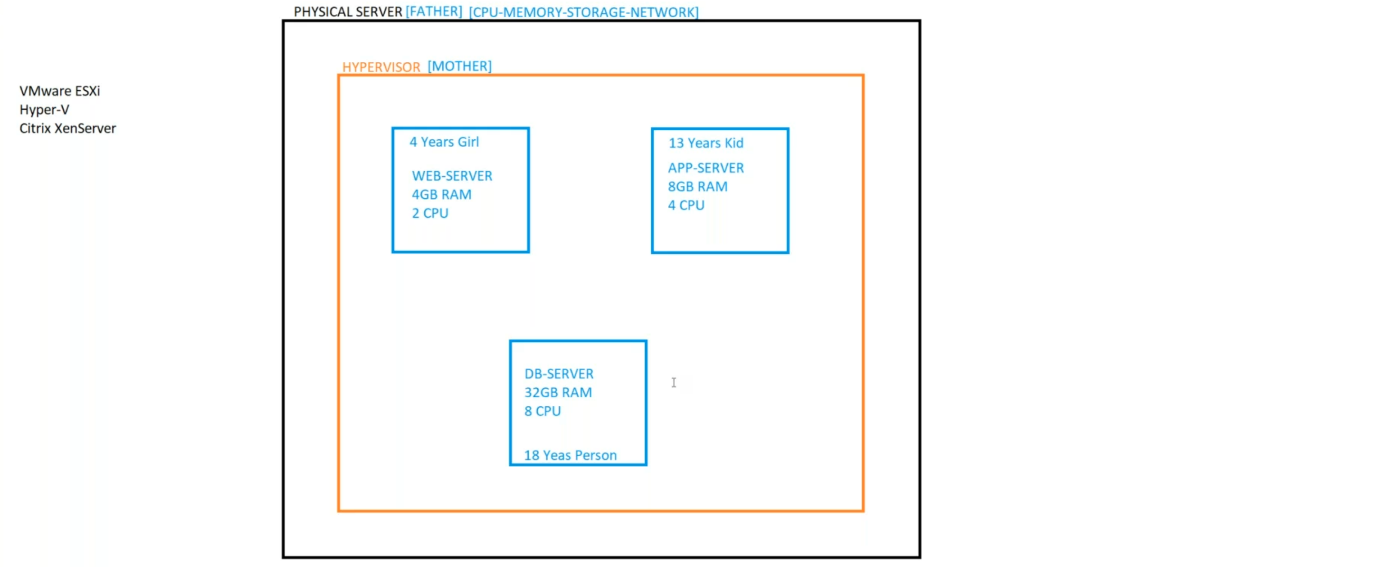 PHYSICAL SERVER [FATHER] [CPU-MEMORY-STORAGE-NETWORK]
HYPERVISOR [MOTHER]
VMware ESXi
Hyper-V
Citrix XenServer
4 Years Girl
WEB-SERVER
4GB RAM
2 CPU
13 Years Kid
APP-SERVER
8GB RAM
4 CPU
DB-SERVER
32GB RAM
8 CPU
18 Yeas Person